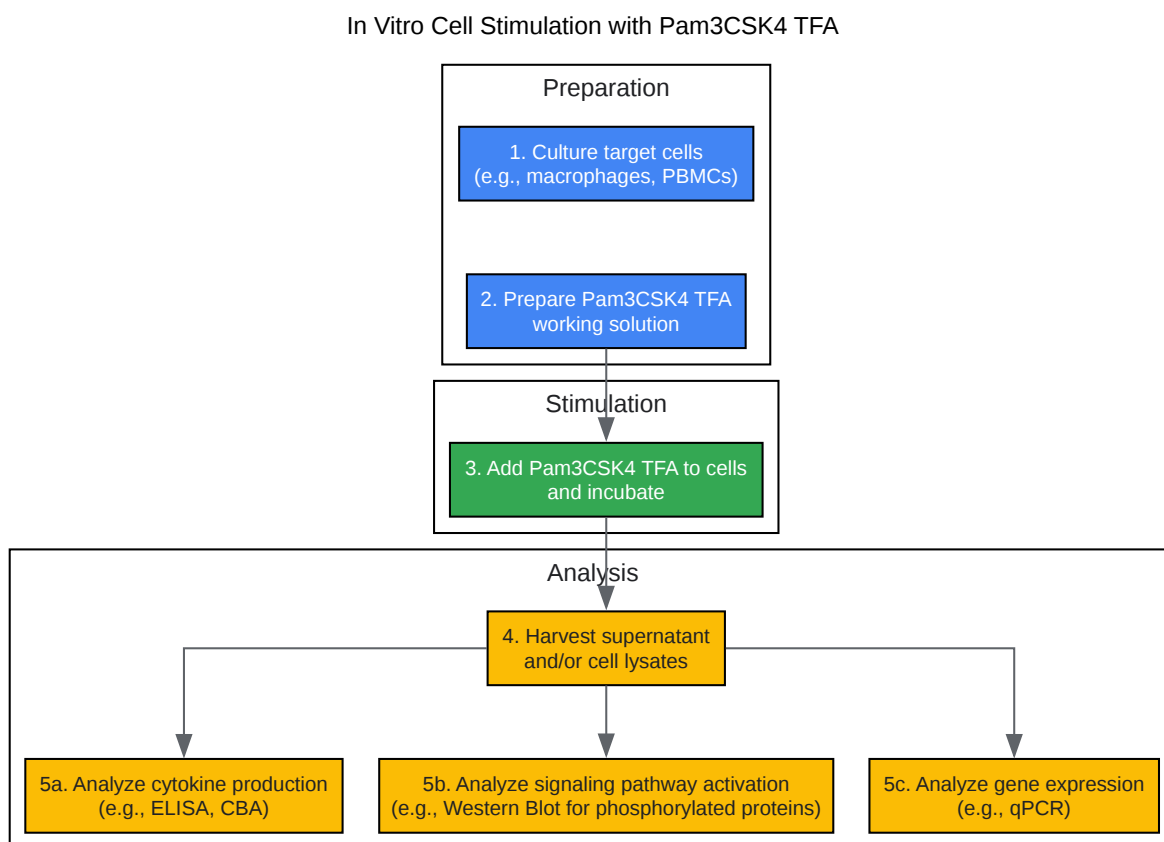 In Vitro Cell Stimulation with Pam3CSK4 TFA
Preparation
1. Culture target cells
(e.g., macrophages, PBMCs)
2. Prepare Pam3CSK4 TFA
working solution
Stimulation
3. Add Pam3CSK4 TFA to cells
and incubate
Analysis
4. Harvest supernatant
and/or cell lysates
5a. Analyze cytokine production
(e.g., ELISA, CBA)
5b. Analyze signaling pathway activation
(e.g., Western Blot for phosphorylated proteins)
5c. Analyze gene expression
(e.g., qPCR)